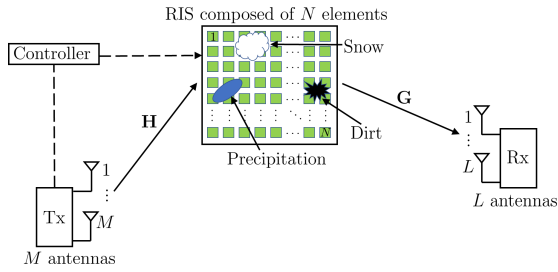 RIS composed of N elements
1
Controller
Snow
H
G
Precipitation
Dirt
N
1
⋮
Tx
M
M antennas
1
⋮
L
Rx
L antennas